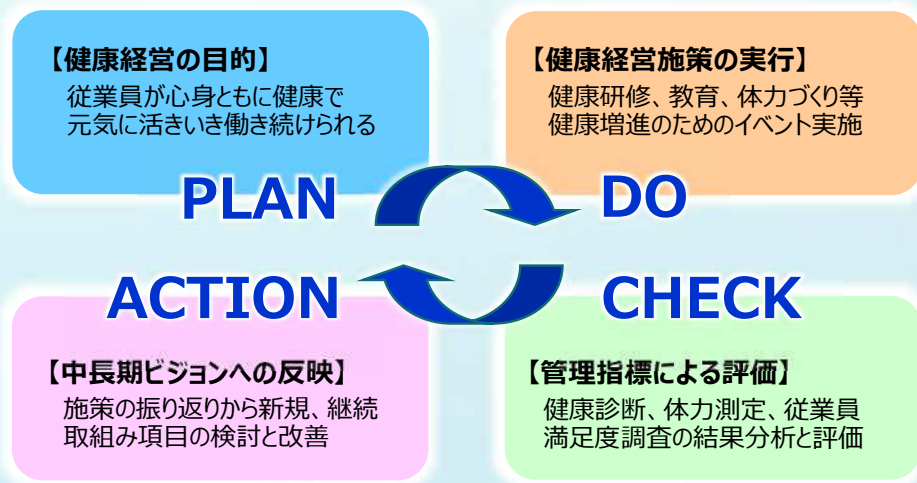 【健康経営の目的】
従業員が心身ともに健康で
元気に活きいき働き続けられる
【健康経営施策の実行】
健康研修、教育、体力づくり等
健康増進のためのイベント実施
PLAN
DO
ACTION
CHECK
【中長期ビジョンへの反映】
施策の振り返りから新規、継続
取組み項目の検討と改善
【管理指標による評価】
健康診断、体力測定、従業員
満足度調査の結果分析と評価